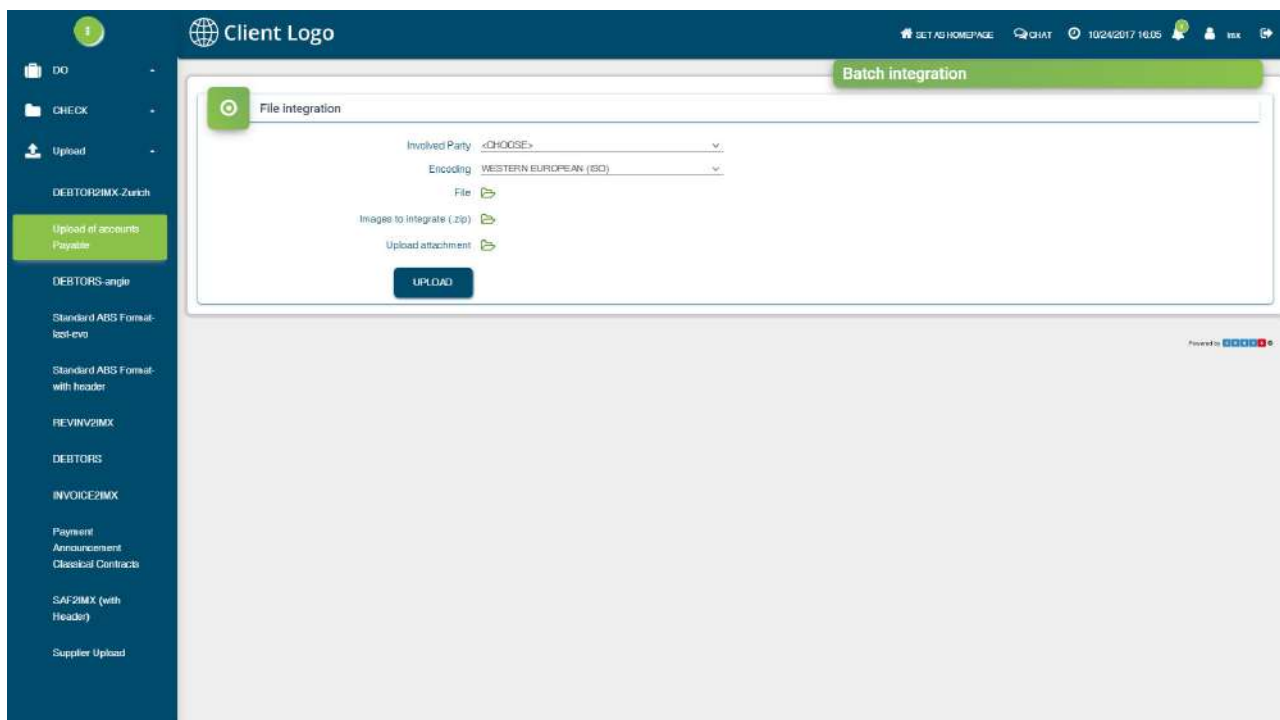 Client Logo
SET AS HOMEPAGE
CHAT
10/24/2017 16:05
imx
DO
CHECK
Upload
DEBTOR2IMX-Zurich
Upload of accounts
Payable
DEBTORS-angie
Standard ABS Format-
last-evo
Standard ABS Format-
with header
REVINV2IMX
DEBTORS
INVOICE2IMX
Payment
Announcement
Classical Contracts
SAF2IMX (with
Header)
Supplier Upload
Batch integration
File integration
Involved Party <CHOOSE>
Encoding WESTERN EUROPEAN (ISO)
File
Images to integrate (.zip)
Upload attachment
UPLOAD
Powered by